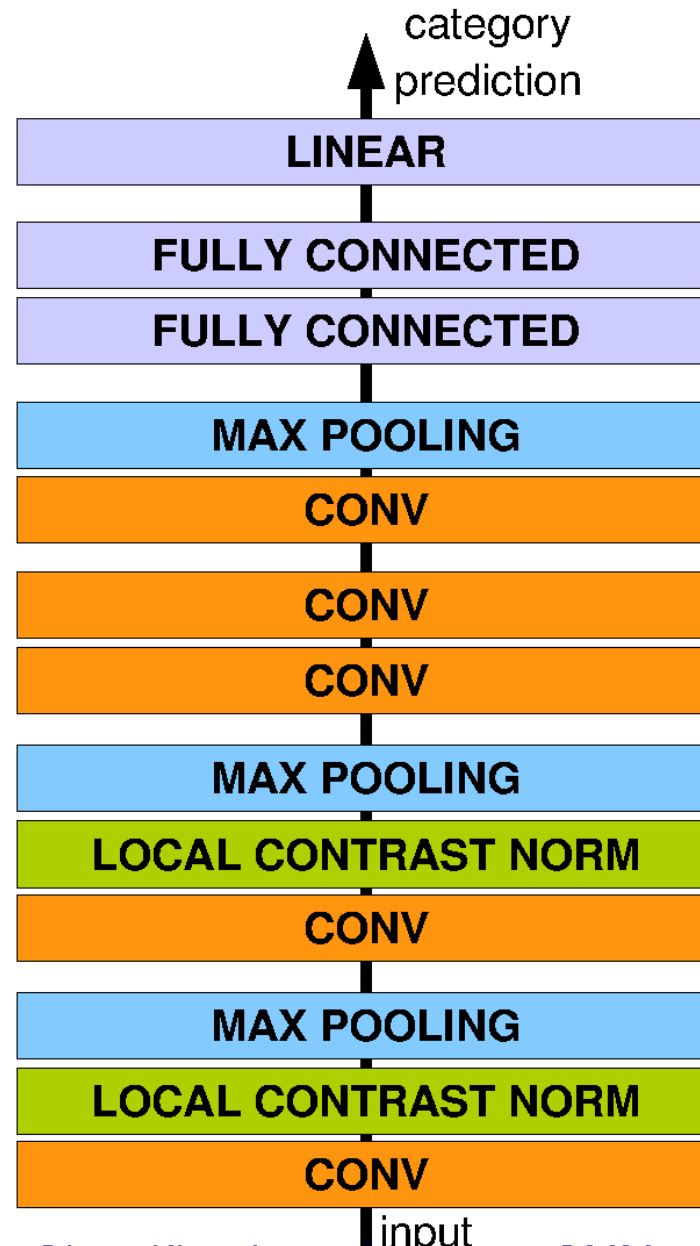 category
prediction
LINEAR
FULLY CONNECTED
FULLY CONNECTED
MAX POOLING
CONV
CONV
CONV
MAX POOLING
LOCAL CONTRAST NORM
CONV
MAX POOLING
LOCAL CONTRAST NORM
CONV
input